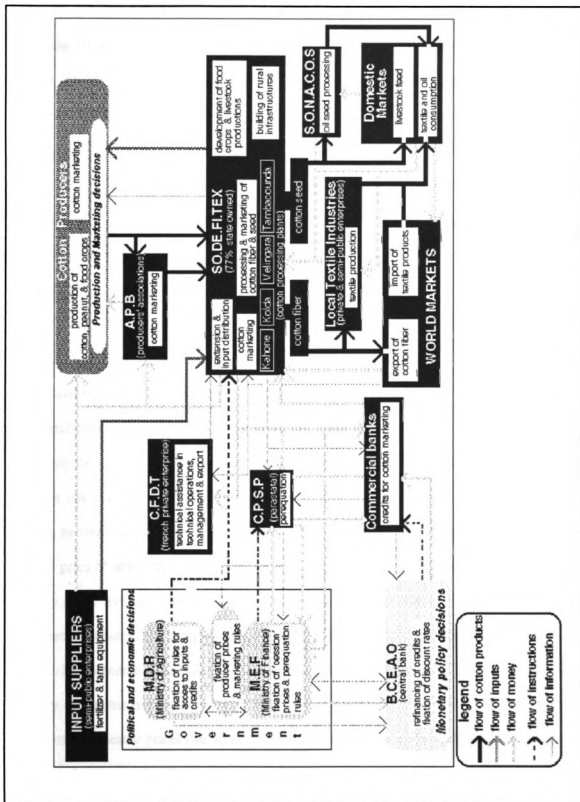 INPUT SUPPLIERS
(semi-public enterprises)
fertilizer & farm equipment
Cotton Producers
production of
cotton, peanut, & food crops
cotton marketing
Production and Marketing decisions
A.P.B
(producers' associations)
cotton marketing
C.F.D.T
(french private enterprise)
technical assistance in
technical operations,
management & export
Political and economic decisions
Government
M.D.R
(Ministry of Agriculture)
fixation of rules for
access to inputs &
credits
fixation of
producer prices
& marketing rules
M.E.F
(Ministry of Finance)
fixation of 'cession'
prices & perequation
rules
C.P.S.P
(parastatal)
perequation
SO.DE.FI.TEX
(77% state owned)
extension &
input distribution
cotton
marketing
processing & marketing of
cotton fiber & seed
development of food
crops & livestock
productions
building of rural
infrastructures
Kahone Kolda Velingara Tambacounda
(cotton processing plants)
cotton fiber
cotton seed
B.C.E.A.O
(central bank)
refinancing of credits &
fixation of discount rates
Monetary policy decisions
Commercial banks
credits for cotton marketing
Local Textile Industries
(private & semi-public enterprises)
textile production
S.O.N.A.C.O.S
oil seed processing
Domestic
Markets
livestock feed
textile and oil
consumption
export of
cotton fiber
import of
textile products
WORLD MARKETS
legend
flow of cotton products
flow of inputs
flow of money
flow of instructions
flow of information